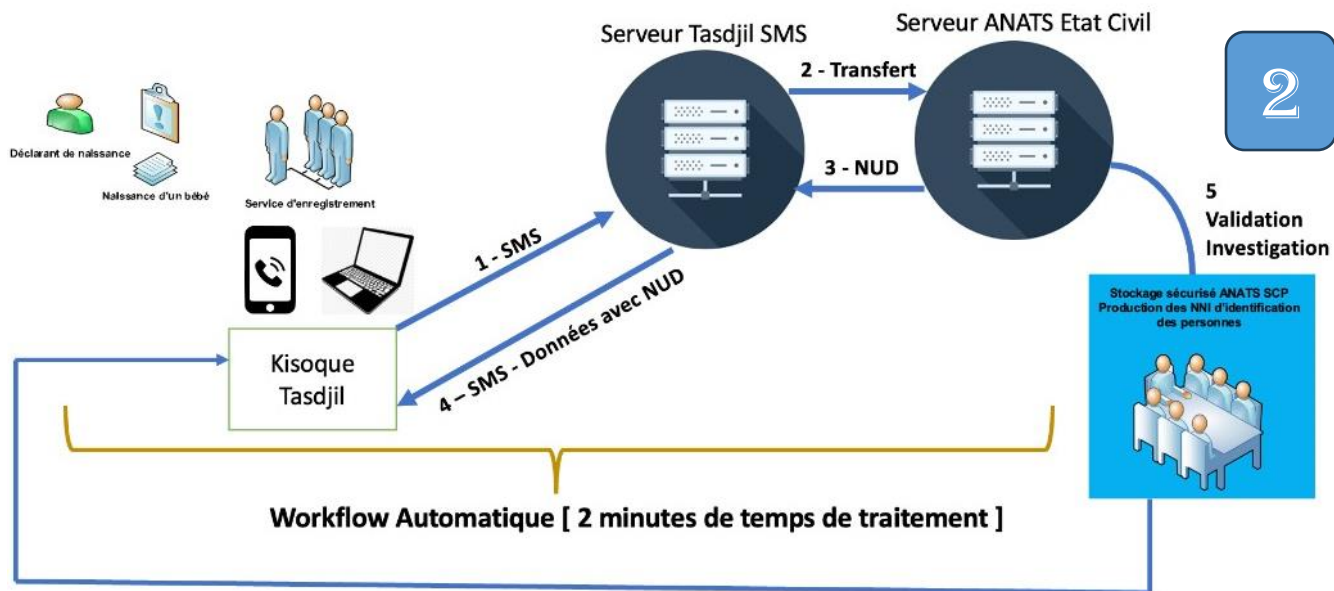 Serveur Tasdjil SMS
Serveur ANATS Etat Civil
2
2 - Transfert
3 - NUD
Déclarant de naissance
Naissance d'un bébé
Service d'enregistrement
1 - SMS
4 – SMS - Données avec NUD
5
Validation
Investigation
Stockage sécurisé ANATS SCP
Production des NNI d'identification
des personnes
Kisoque
Tasdjil
Workflow Automatique [ 2 minutes de temps de traitement ]